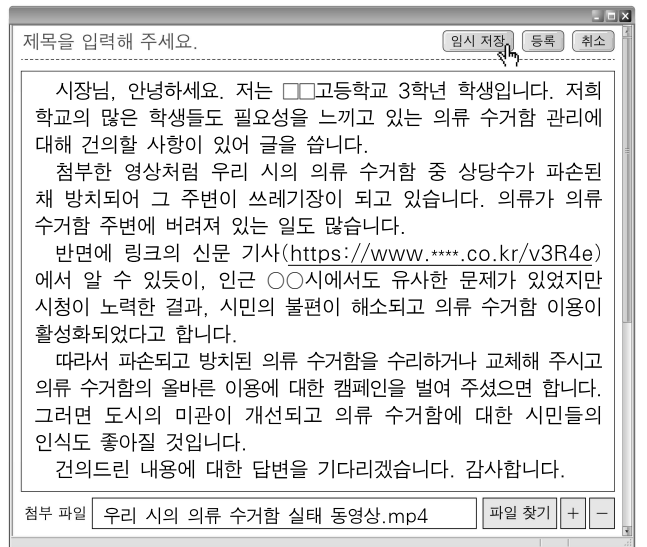 제목을 입력해 주세요.
임시 저장 등록 취소
시장님, 안녕하세요. 저는 □□고등학교 3학년 학생입니다. 저희
학교의 많은 학생들도 필요성을 느끼고 있는 의류 수거함 관리에
대해 건의할 사항이 있어 글을 씁니다.
첨부한 영상처럼 우리 시의 의류 수거함 중 상당수가 파손된
채 방치되어 그 주변이 쓰레기장이 되고 있습니다. 의류가 의류
수거함 주변에 버려져 있는 일도 많습니다.
반면에 링크의 신문 기사(https://www.****.co.kr/v3R4e)
에서 알 수 있듯이, 인근 ○○시에서도 유사한 문제가 있었지만
시청이 노력한 결과, 시민의 불편이 해소되고 의류 수거함 이용이
활성화되었다고 합니다.
따라서 파손되고 방치된 의류 수거함을 수리하거나 교체해 주시고
의류 수거함의 올바른 이용에 대한 캠페인을 벌여 주셨으면 합니다.
그러면 도시의 미관이 개선되고 의류 수거함에 대한 시민들의
인식도 좋아질 것입니다.
건의드린 내용에 대한 답변을 기다리겠습니다. 감사합니다.
첨부 파일 우리 시의 의류 수거함 실태 동영상.mp4 파일 찾기 + −